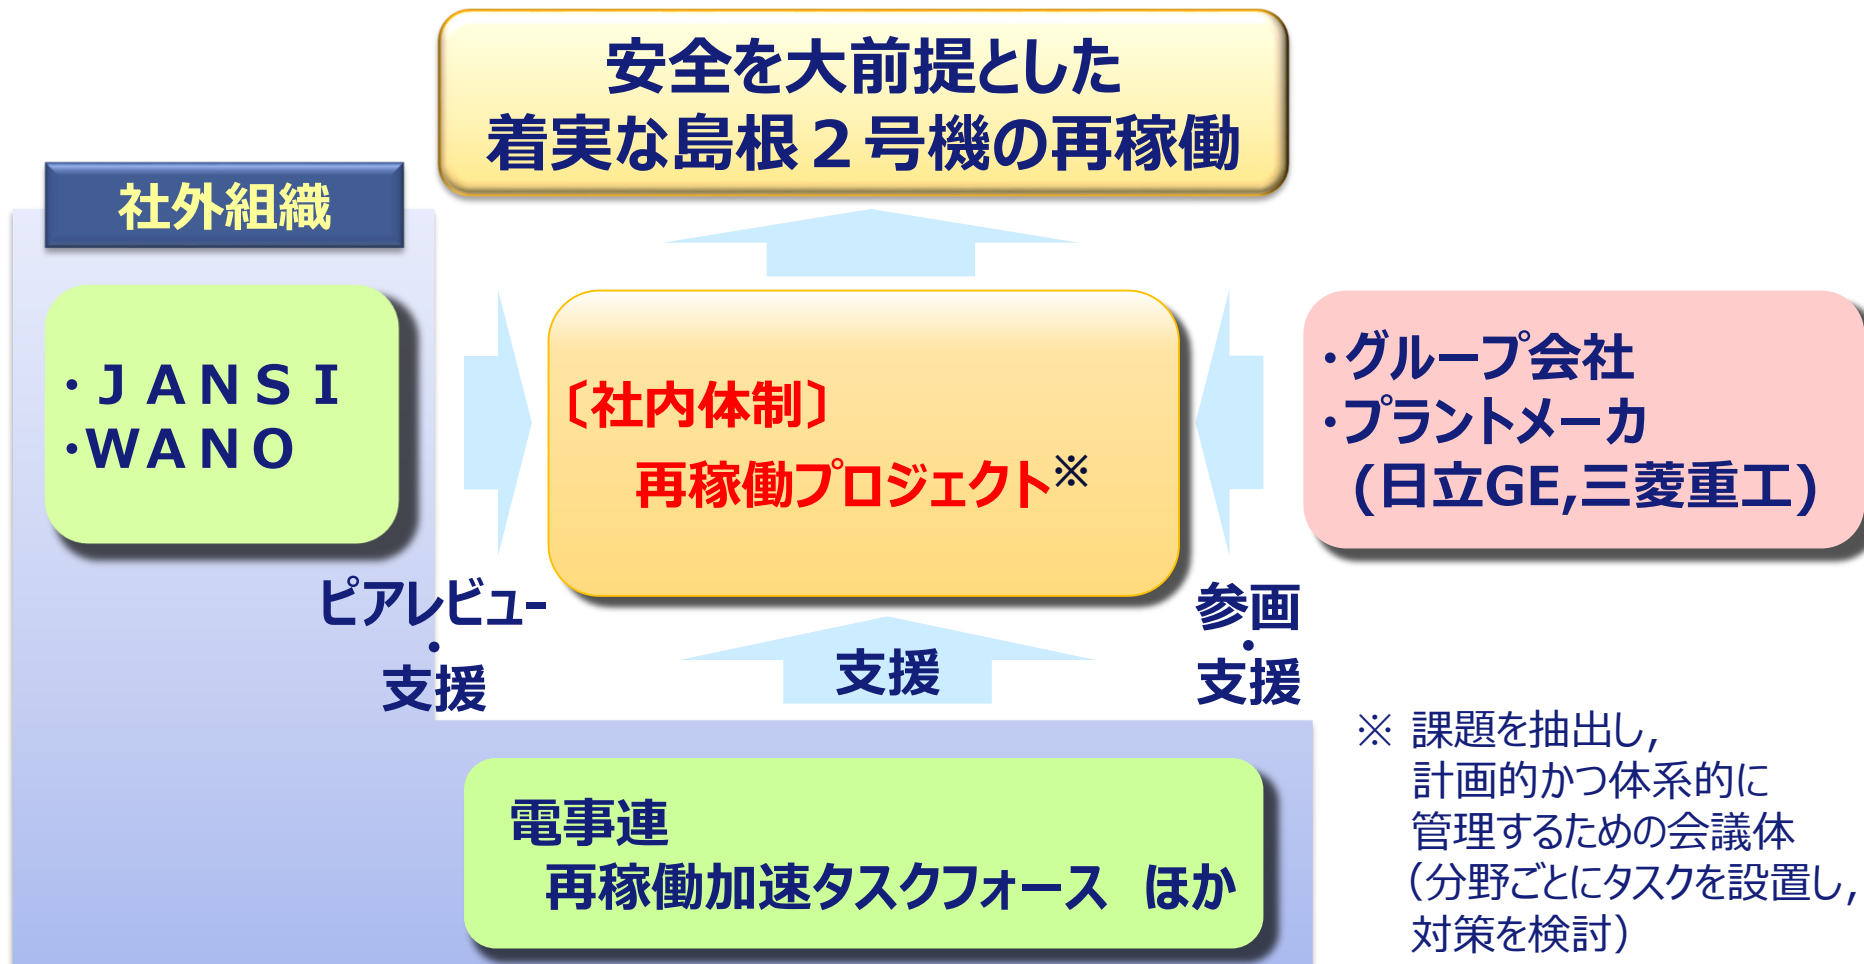 安全を大前提とした
着実な島根２号機の再稼働
社外組織
・ＪＡＮＳＩ
・ＷＡＮＯ
〔社内体制〕
再稼働プロジェクト※
・グループ会社
・プラントメーカ
(日立GE,三菱重工)
ピアレビュー
・
支援
支援
参画
・
支援
電事連
再稼働加速タスクフォース　ほか
※ 課題を抽出し,
計画的かつ体系的に
管理するための会議体
（分野ごとにタスクを設置し,
対策を検討）